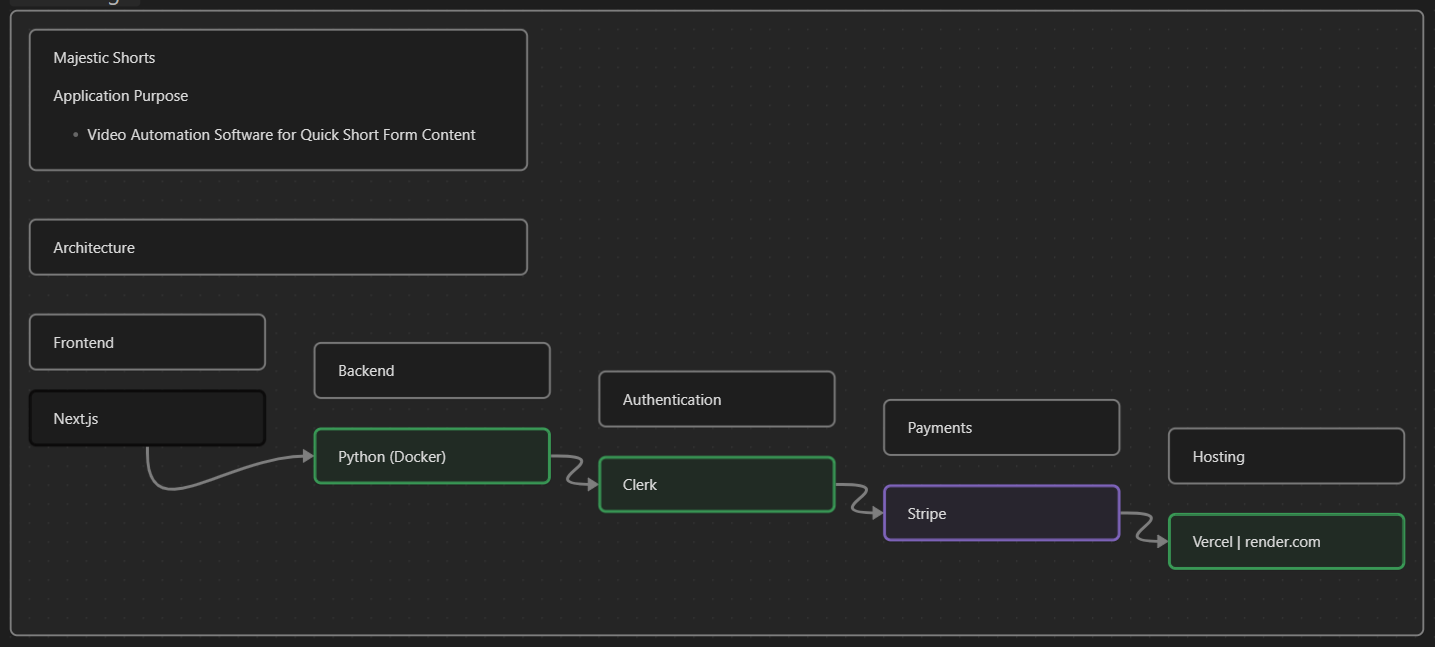 Majestic Shorts
Application Purpose
Video Automation Software for Quick Short Form Content
Architecture
Frontend
Next.js
Backend
Python (Docker)
Authentication
Clerk
Payments
Stripe
Hosting
Vercel | render.com